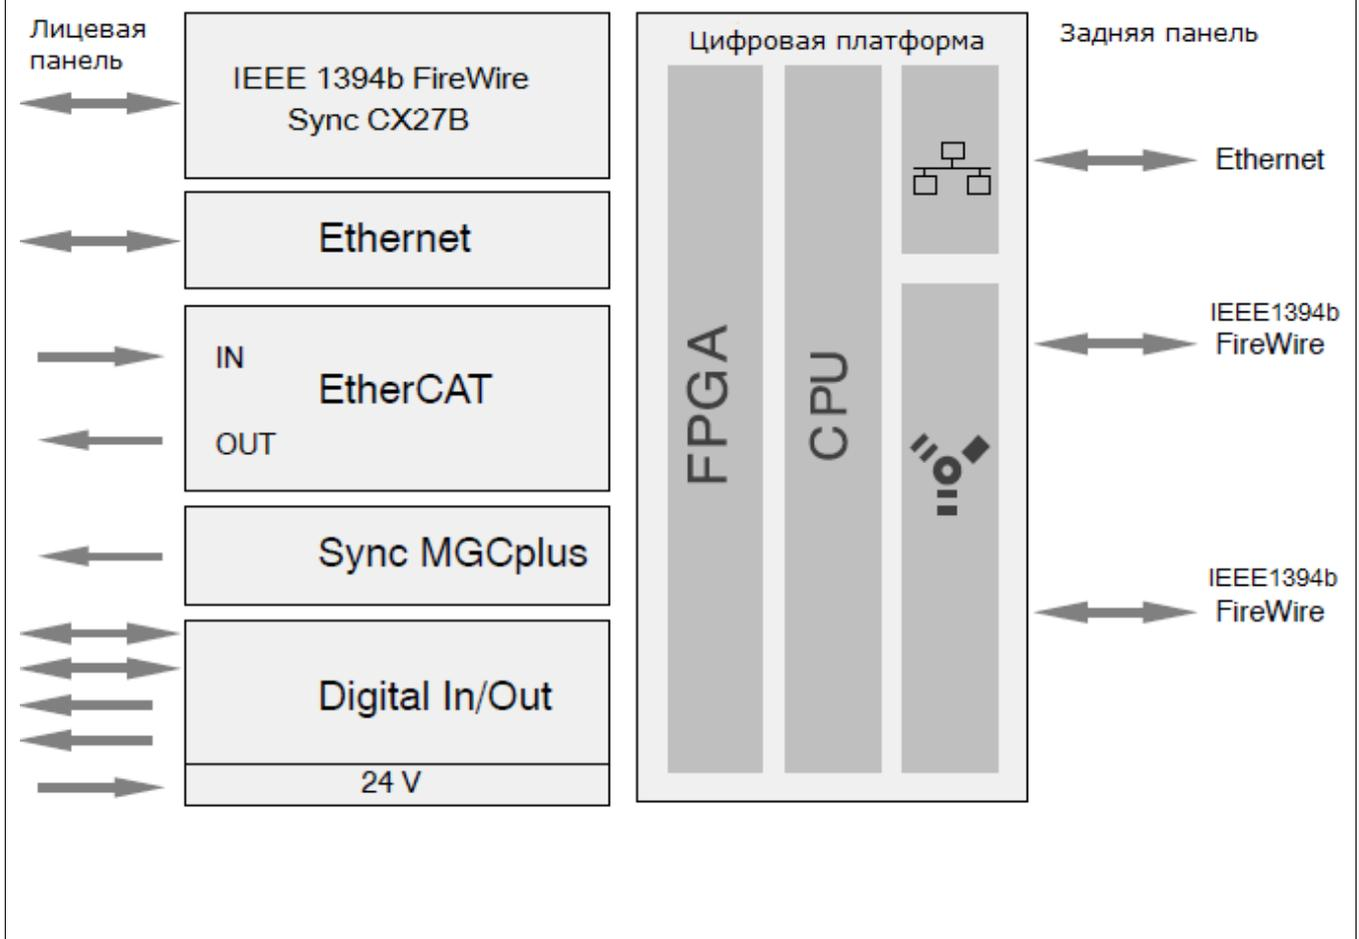 Лицевая
панель
IEEE 1394b FireWire
Sync CX27B
Ethernet
IN
EtherCAT
OUT
Sync MGCplus
Digital In/Out
24 V
Цифровая платформа
FPGA
CPU
Задняя панель
Ethernet
IEEE1394b
FireWire
IEEE1394b
FireWire